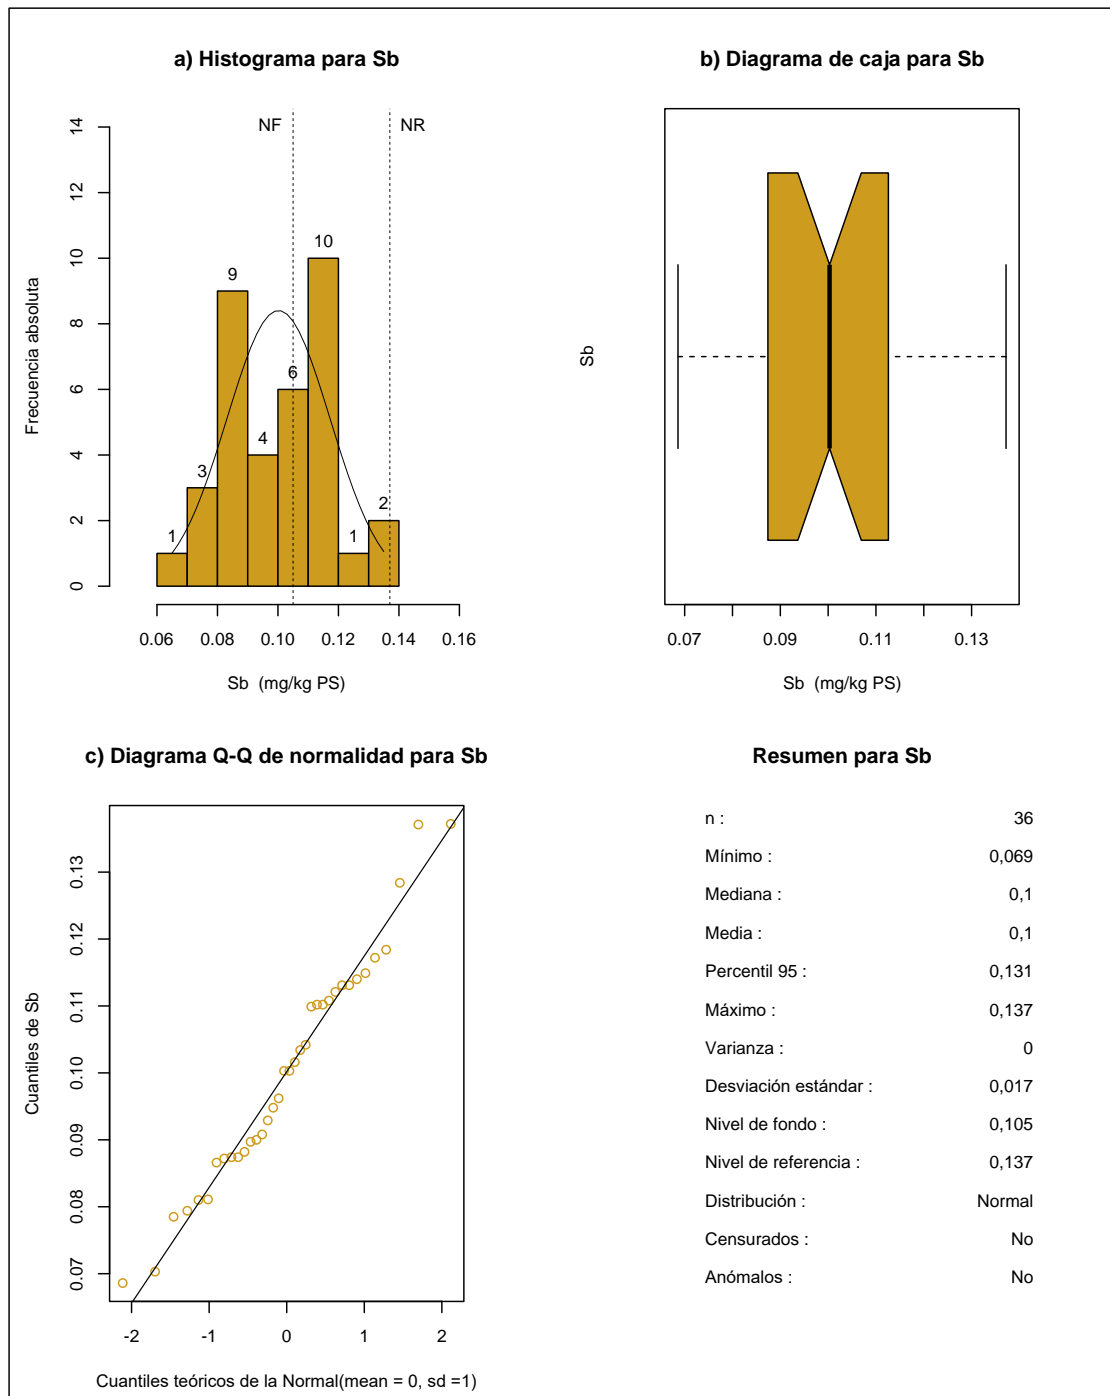 a) Histograma para Sb
NF
NR
Frecuencia absoluta
0 2 4 6 8 10 12 14
1
3
9
4
6
10
1
2
0.06 0.08 0.10 0.12 0.14 0.16
Sb (mg/kg PS)
b) Diagrama de caja para Sb
Sb
0.07 0.09 0.11 0.13
Sb (mg/kg PS)
c) Diagrama Q-Q de normalidad para Sb
Cuantiles de Sb
0.07 0.08 0.09 0.10 0.11 0.12 0.13
-2 -1 0 1 2
Cuantiles teóricos de la Normal(mean = 0, sd =1)
Resumen para Sb
n : 36
Mínimo : 0,069
Mediana : 0,1
Media : 0,1
Percentil 95 : 0,131
Máximo : 0,137
Varianza : 0
Desviación estándar : 0,017
Nivel de fondo : 0,105
Nivel de referencia : 0,137
Distribución : Normal
Censurados : No
Anómalos : No